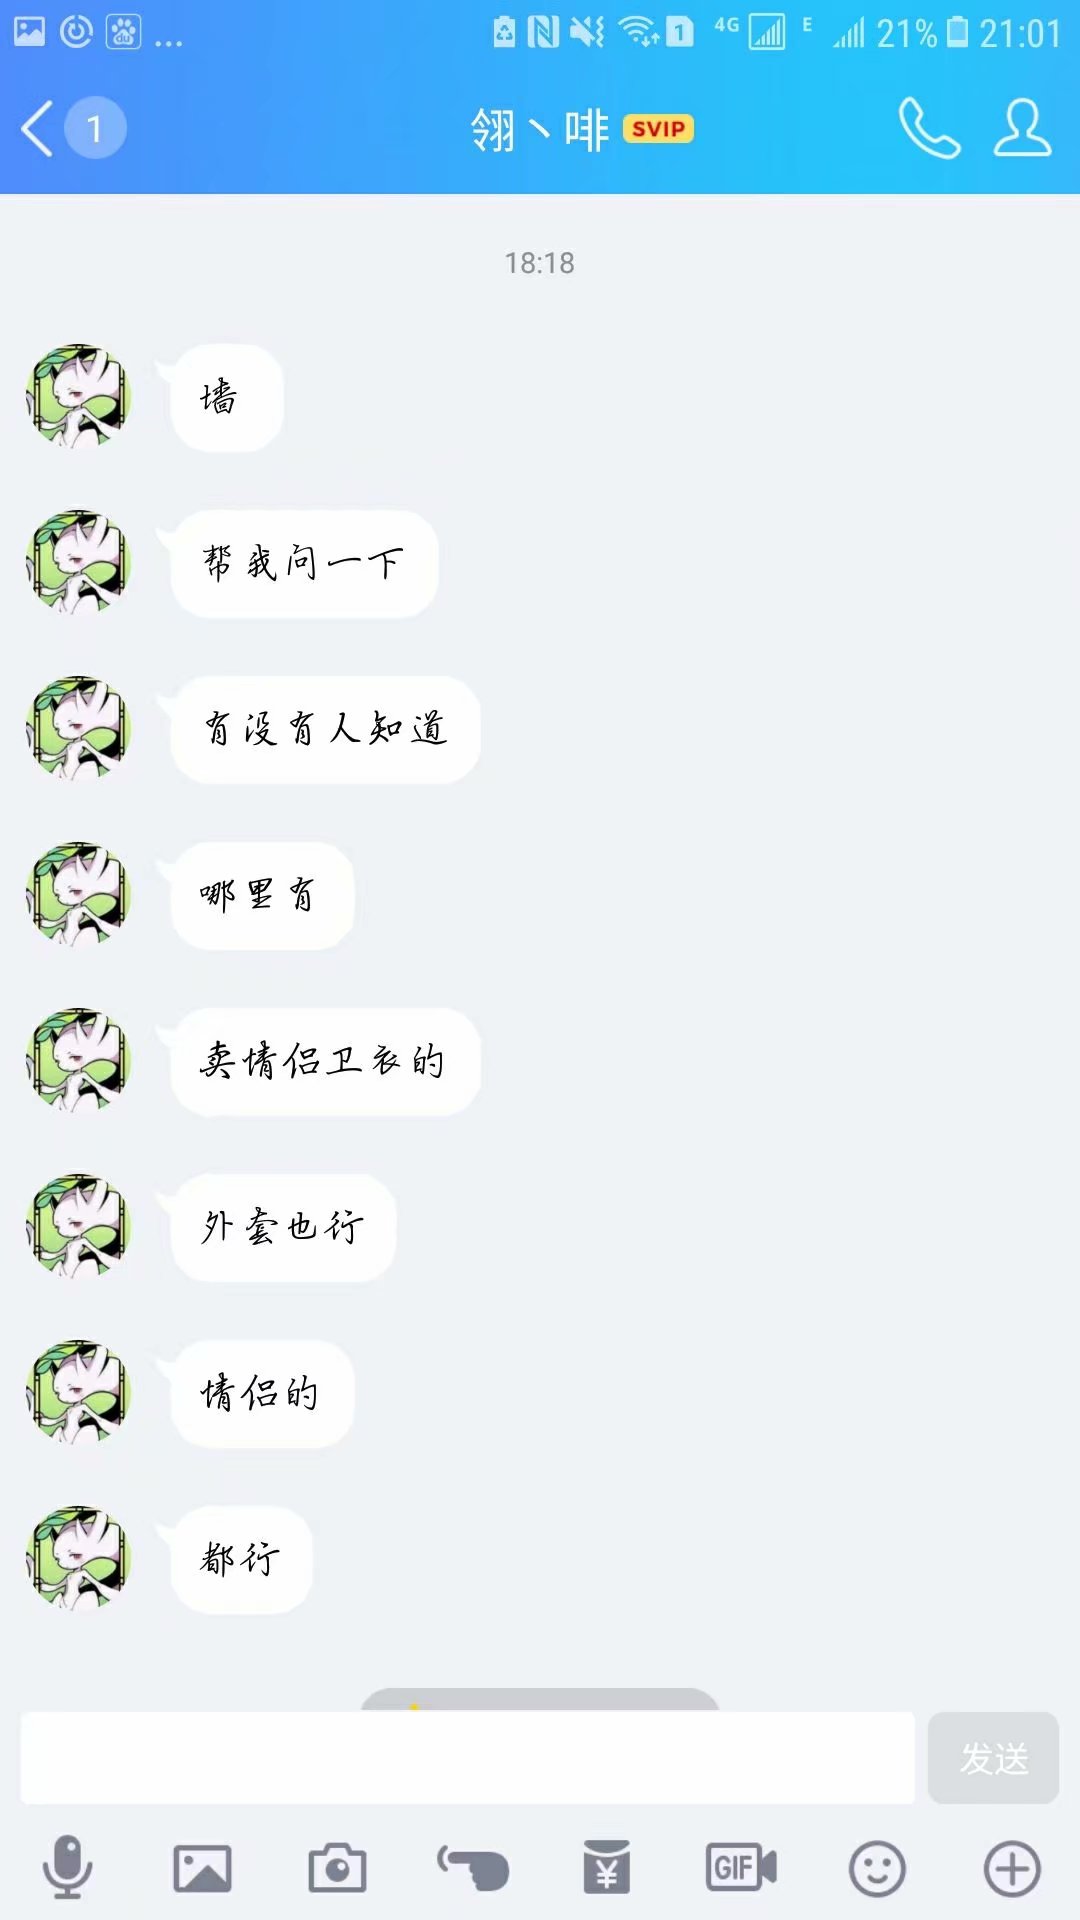 4G E 21% 21:01
1 翎丶啡 SVIP
18:18
墙
帮我问一下
有没有人知道
哪里有
卖情侣卫衣的
外套也行
情侣的
都行
发送
GIF